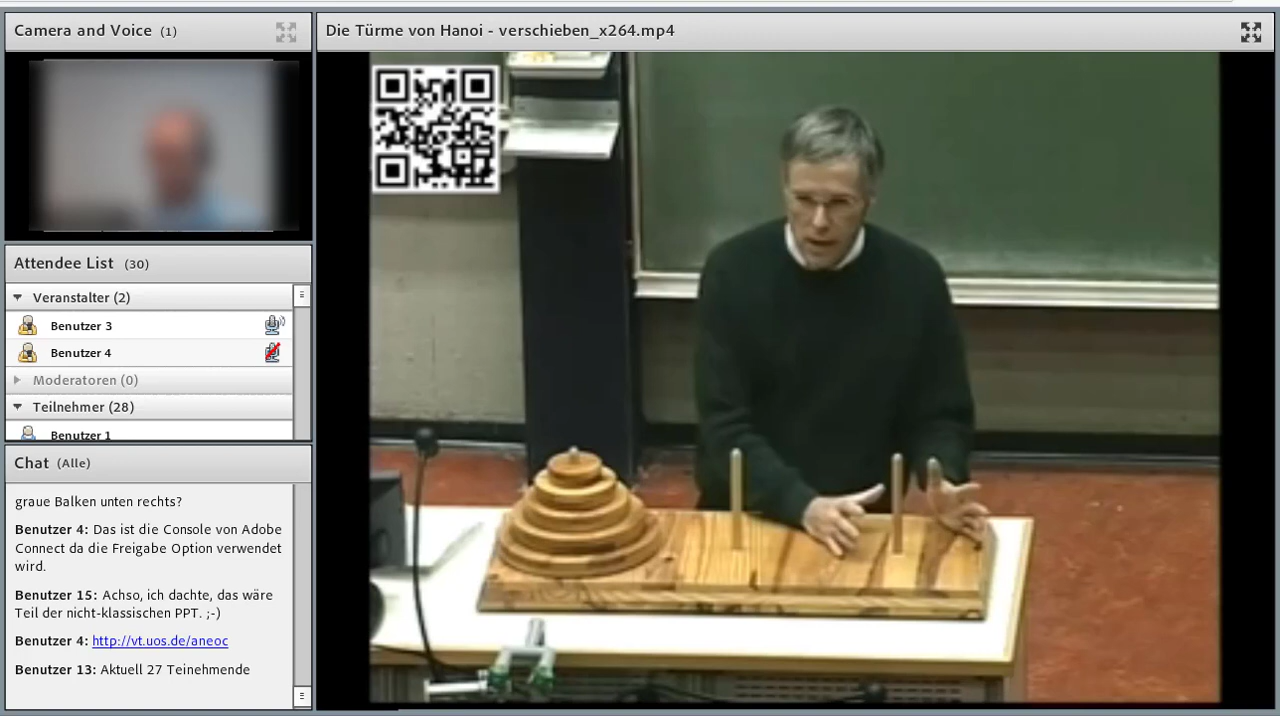 Camera and Voice (1)
Die Türme von Hanoi - verschieben_x264.mp4
Attendee List (30)
Veranstalter (2)
Benutzer 3
Benutzer 4
Moderatoren (0)
Teilnehmer (28)
Benutzer 1
Chat (Alle)
graue Balken unten rechts?
Benutzer 4: Das ist die Console von Adobe
Connect da die Freigabe Option verwendet
wird.
Benutzer 15: Achso, ich dachte, das wäre
Teil der nicht-klassischen PPT. ;-)
Benutzer 4: http://vt.uos.de/aneoc
Benutzer 13: Aktuell 27 Teinehmende